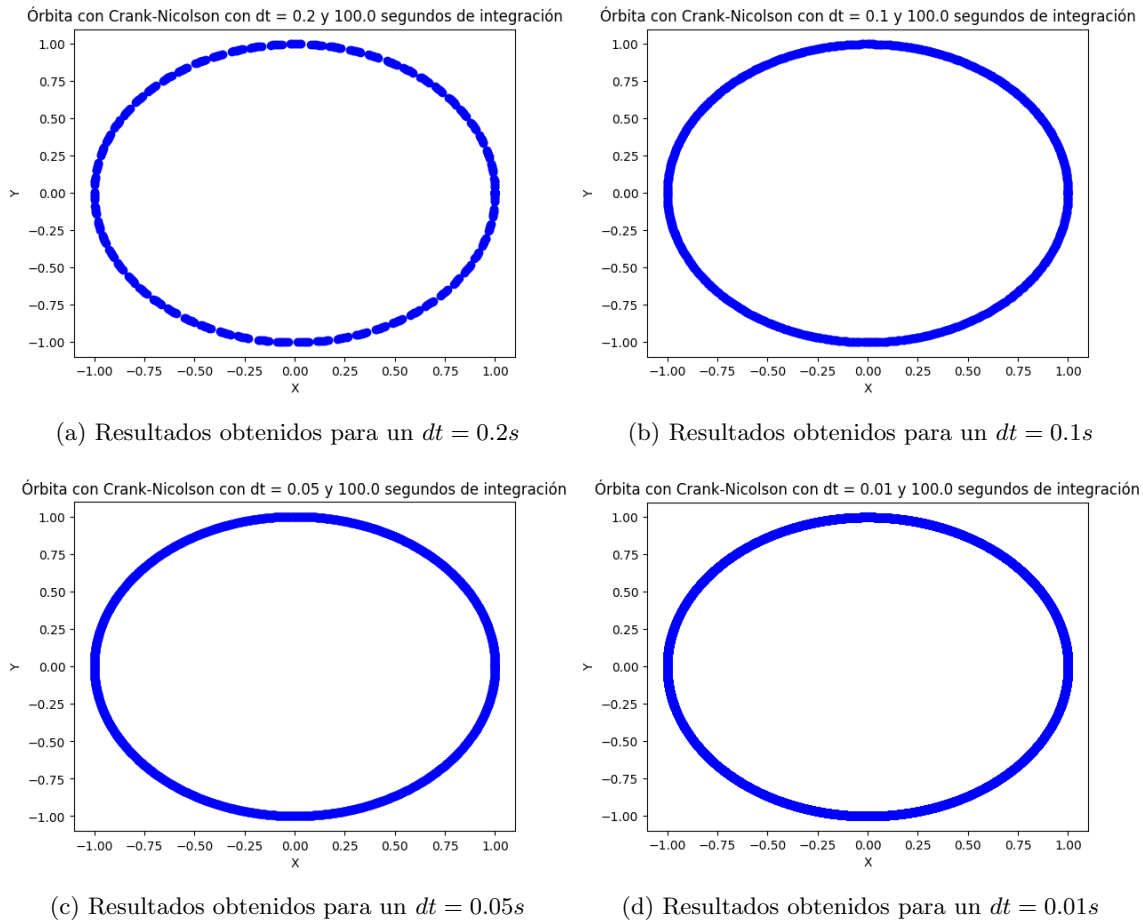 Órbita con Crank-Nicolson con dt = 0.2 y 100.0 segundos de integración
1.00
0.75
0.50
0.25
0.00
−0.25
−0.50
−0.75
−1.00
Y
−1.00 −0.75 −0.50 −0.25 0.00 0.25 0.50 0.75 1.00
X
(a) Resultados obtenidos para un dt = 0.2s
Órbita con Crank-Nicolson con dt = 0.1 y 100.0 segundos de integración
1.00
0.75
0.50
0.25
0.00
−0.25
−0.50
−0.75
−1.00
Y
−1.00 −0.75 −0.50 −0.25 0.00 0.25 0.50 0.75 1.00
X
(b) Resultados obtenidos para un dt = 0.1s
Órbita con Crank-Nicolson con dt = 0.05 y 100.0 segundos de integración
1.00
0.75
0.50
0.25
0.00
−0.25
−0.50
−0.75
−1.00
Y
−1.00 −0.75 −0.50 −0.25 0.00 0.25 0.50 0.75 1.00
X
(c) Resultados obtenidos para un dt = 0.05s
Órbita con Crank-Nicolson con dt = 0.01 y 100.0 segundos de integración
1.00
0.75
0.50
0.25
0.00
−0.25
−0.50
−0.75
−1.00
Y
−1.00 −0.75 −0.50 −0.25 0.00 0.25 0.50 0.75 1.00
X
(d) Resultados obtenidos para un dt = 0.01s